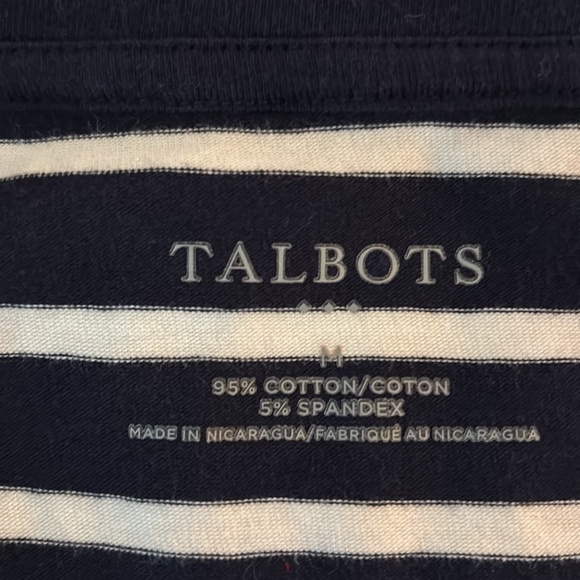 TALBOTS
M
95% COTTON/COTON
5% SPANDEX
MADE IN NICARAGUA/FABRIQUÉ AU NICARAGUA